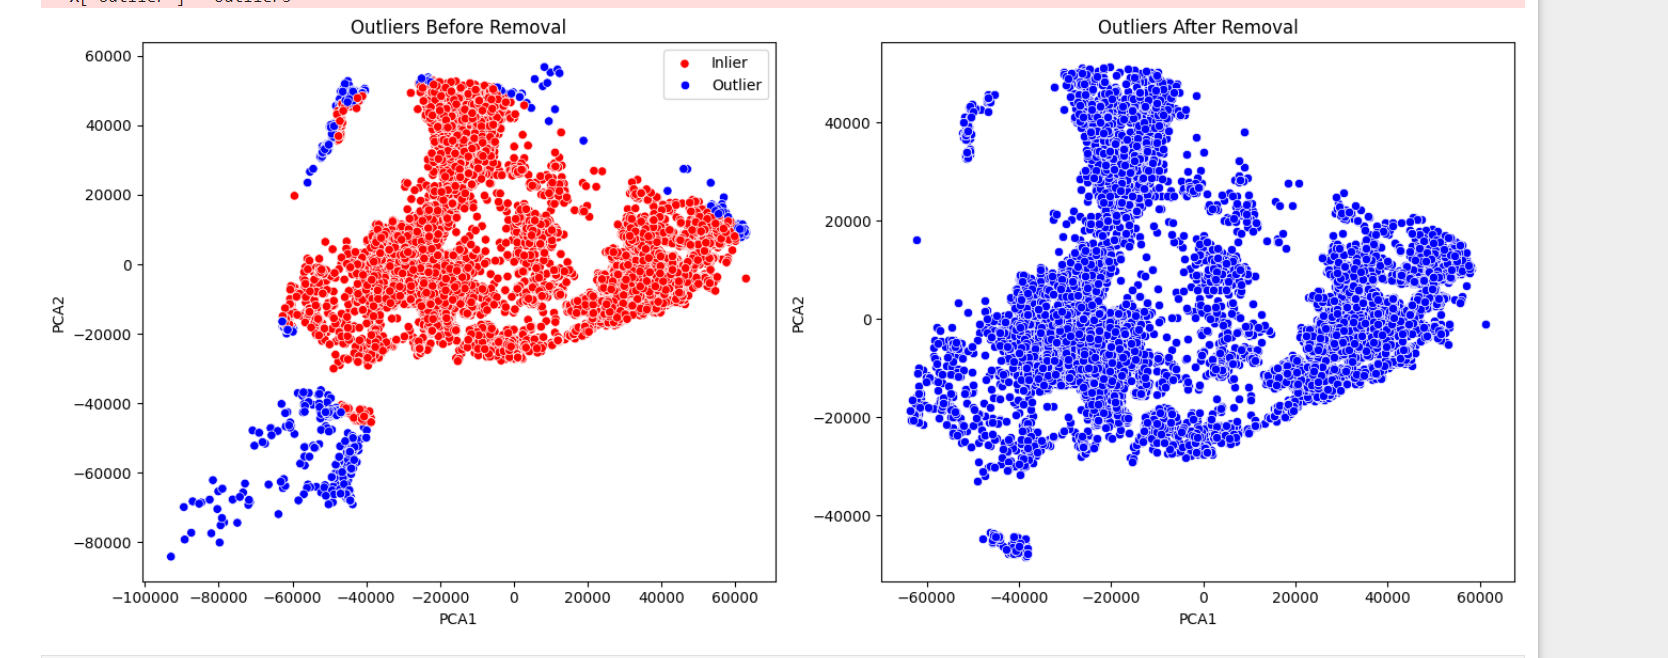 X['Outlier'] = outliers
Outliers Before Removal
60000
40000
20000
0
−20000
−40000
−60000
−80000
PCA2
Inlier
Outlier
−100000 −80000 −60000 −40000 −20000 0 20000 40000 60000
PCA1
Outliers After Removal
40000
20000
0
−20000
−40000
PCA2
−60000 −40000 −20000 0 20000 40000 60000
PCA1